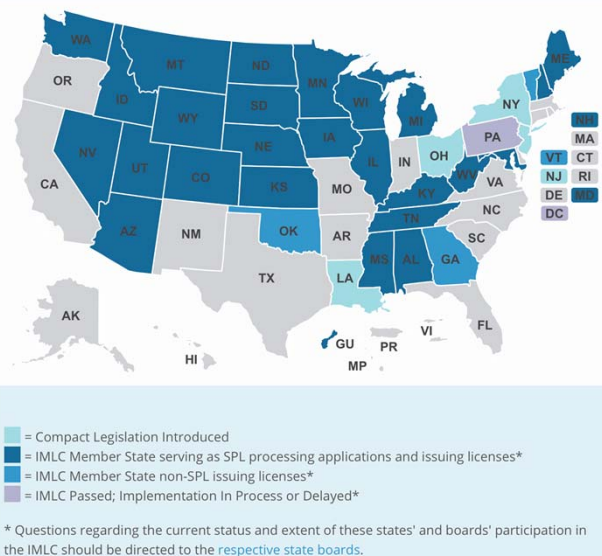 WA
OR
CA
NV
ID
MT
WY
UT
AZ
CO
NM
ND
SD
NE
KS
OK
TX
MN
IA
MO
AR
LA
WI
IL
MS
MI
IN
KY
TN
AL
OH
WV
GA
FL
SC
NC
VA
PA
NY
ME
NH
MA
VT CT
NJ RI
DE MD
DC
AK
HI
GU
PR
VI
MP
= Compact Legislation Introduced
= IMLC Member State serving as SPL processing applications and issuing licenses*
= IMLC Member State non-SPL issuing licenses*
= IMLC Passed; Implementation In Process or Delayed*
* Questions regarding the current status and extent of these states' and boards' participation in
the IMLC should be directed to the respective state boards.